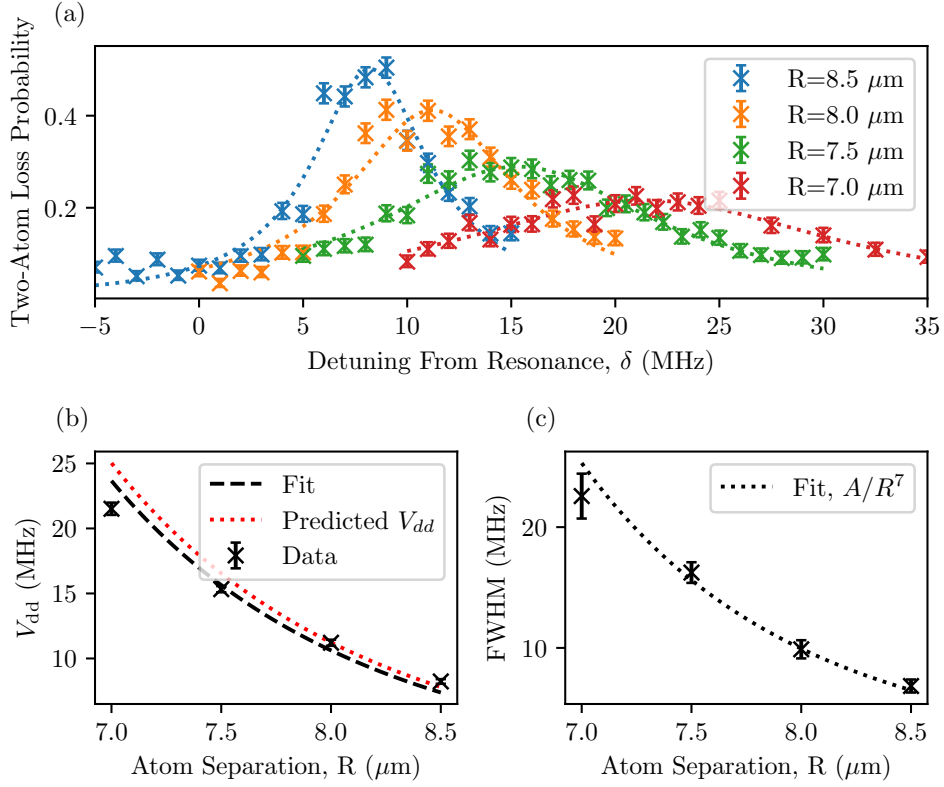 (a)
Two-Atom Loss Probability
0.4
0.2
R=8.5 μm
R=8.0 μm
R=7.5 μm
R=7.0 μm
−5 0 5 10 15 20 25 30 35
Detuning From Resonance, δ (MHz)
(b)
V_dd (MHz)
25
20
15
10
Fit
Predicted V_dd
Data
7.0 7.5 8.0 8.5
Atom Separation, R (μm)
(c)
FWHM (MHz)
20
10
Fit, A/R⁷
7.0 7.5 8.0 8.5
Atom Separation, R (μm)